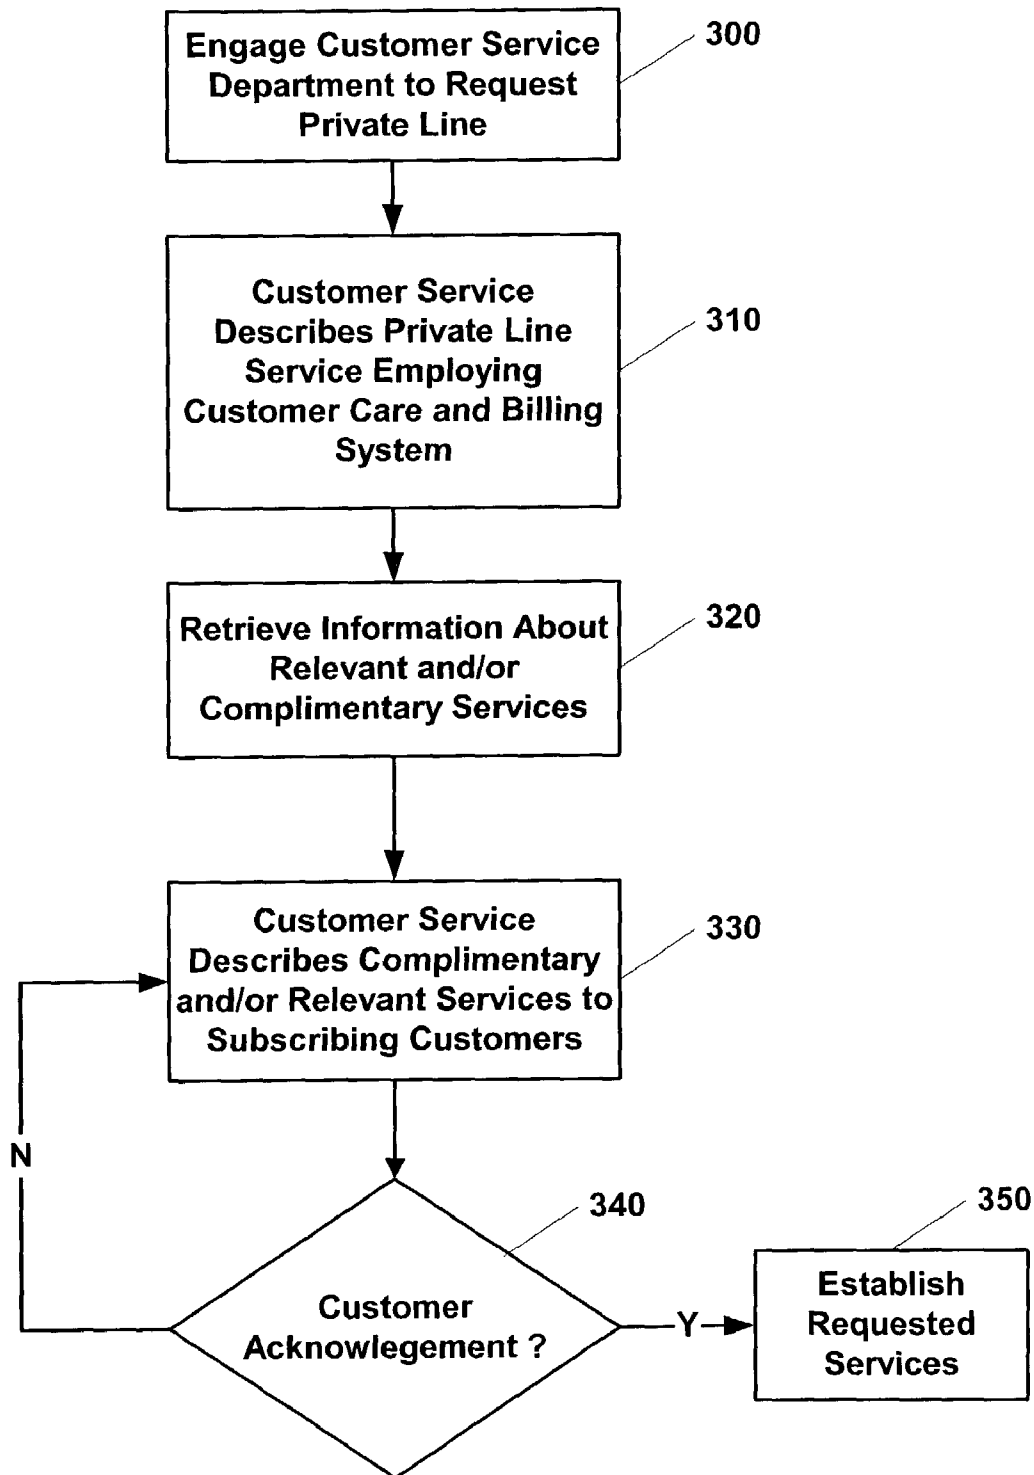 Engage Customer Service
Department to Request
Private Line
300
Customer Service
Describes Private Line
Service Employing
Customer Care and Billing
System
310
Retrieve Information About
Relevant and/or
Complimentary Services
320
Customer Service
Describes Complimentary
and/or Relevant Services to
Subscribing Customers
330
N
340
Customer
Acknowlegement ?
Y
350
Establish
Requested
Services